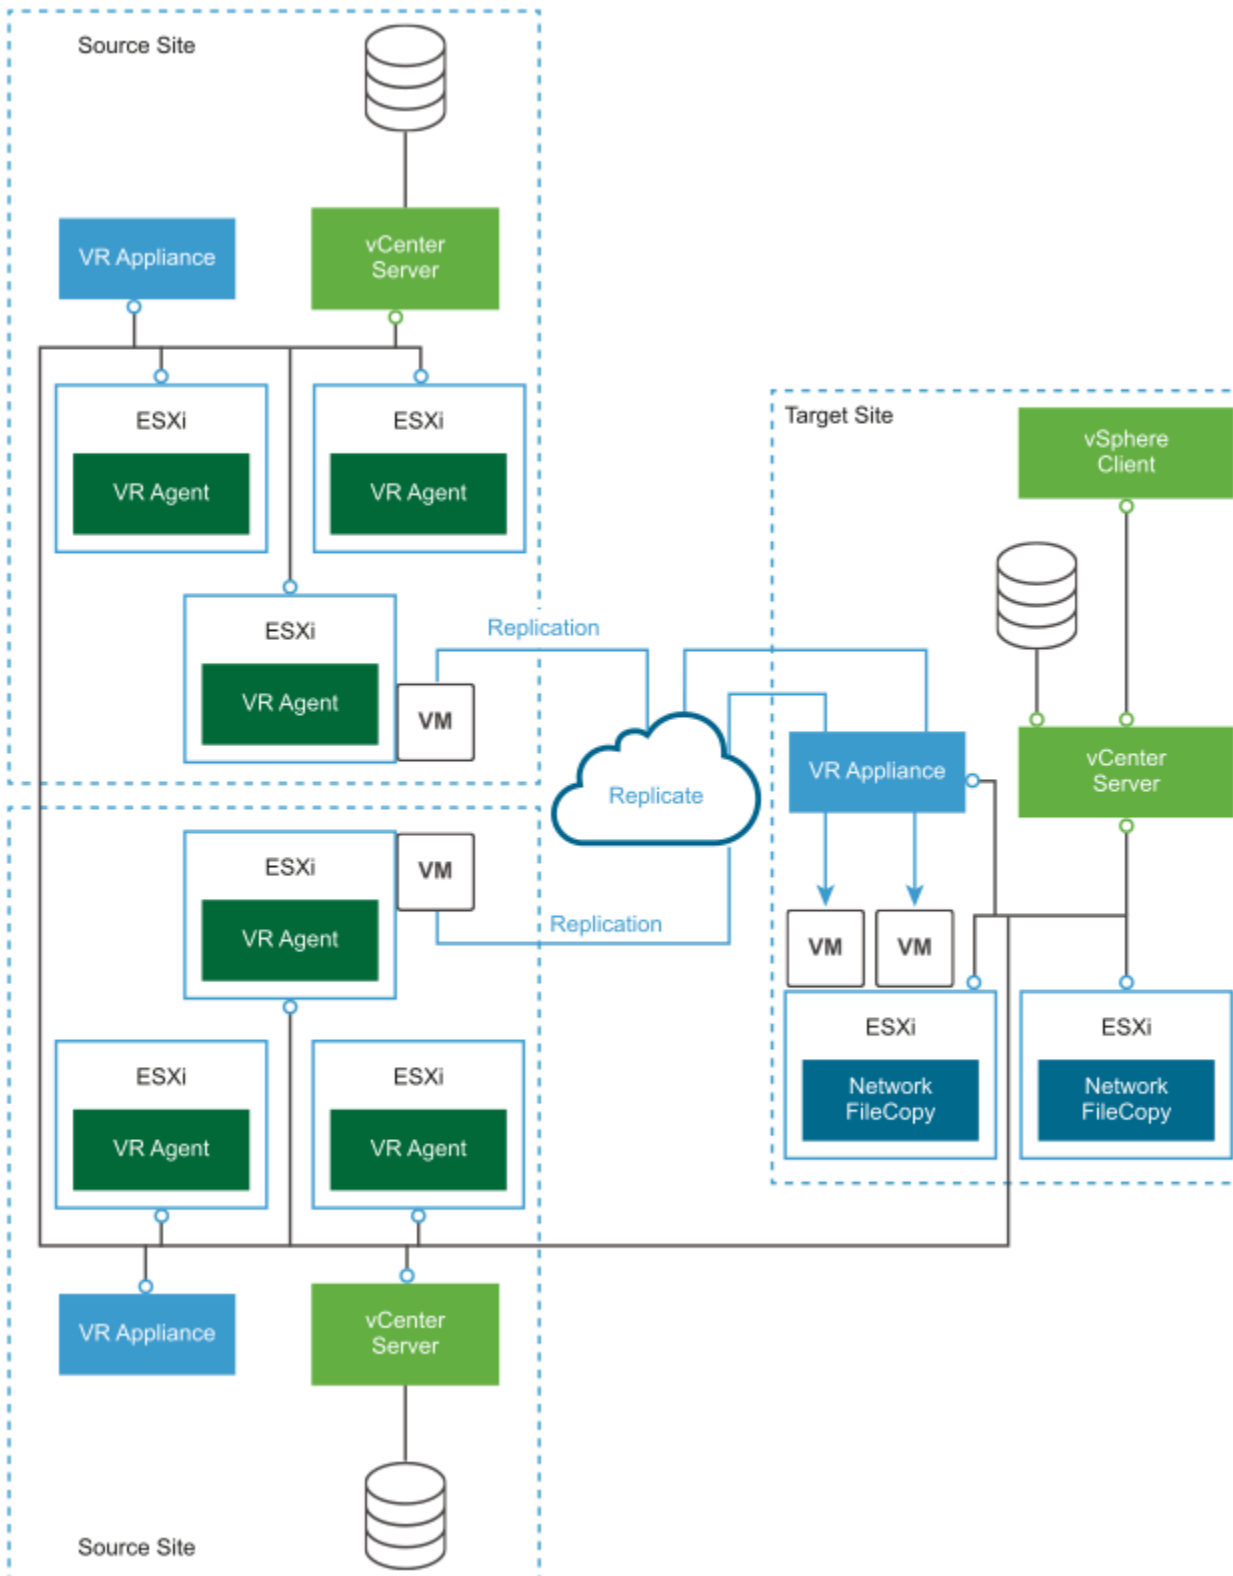 Source Site
VR Appliance
vCenter
Server
ESXi
VR Agent
ESXi
VR Agent
ESXi
VR Agent
VM
Replication
Replicate
ESXi
VR Agent
VM
Replication
ESXi
VR Agent
ESXi
VR Agent
VR Appliance
vCenter
Server
Source Site
Target Site
vSphere
Client
VR Appliance
vCenter
Server
VM
VM
ESXi
Network
FileCopy
ESXi
Network
FileCopy